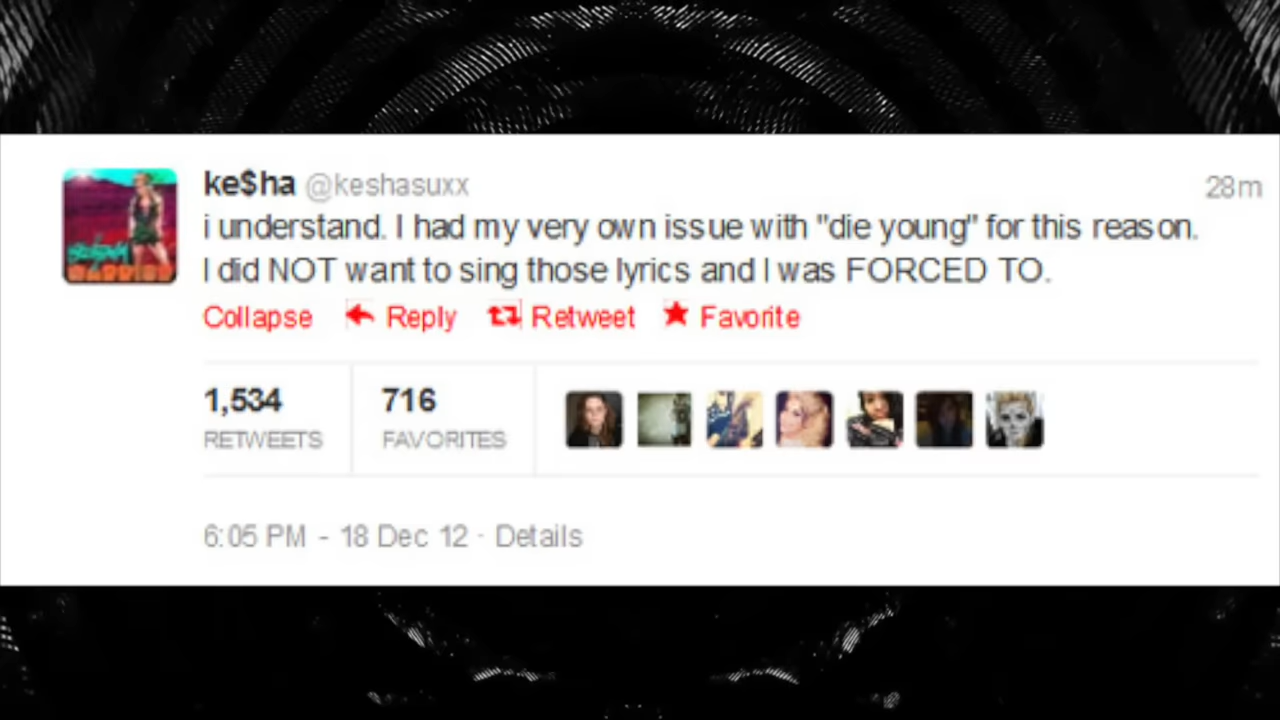 ke$ha @keshasuxx 28m
i understand. I had my very own issue with "die young" for this reason.
I did NOT want to sing those lyrics and I was FORCED TO.
Collapse Reply Retweet Favorite
1,534 716
RETWEETS FAVORITES
6:05 PM - 18 Dec 12 · Details